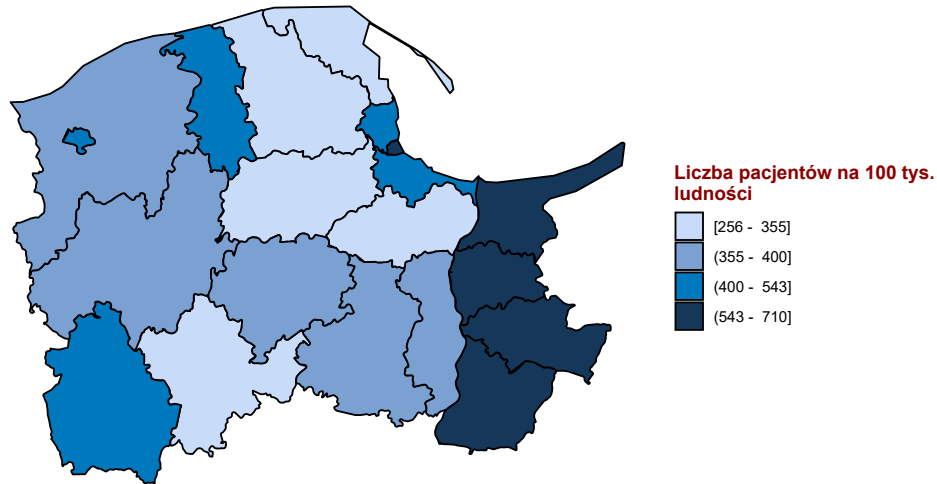 Liczba pacjentów na 100 tys.
ludności
[256 - 355]
(355 - 400]
(400 - 543]
(543 - 710]